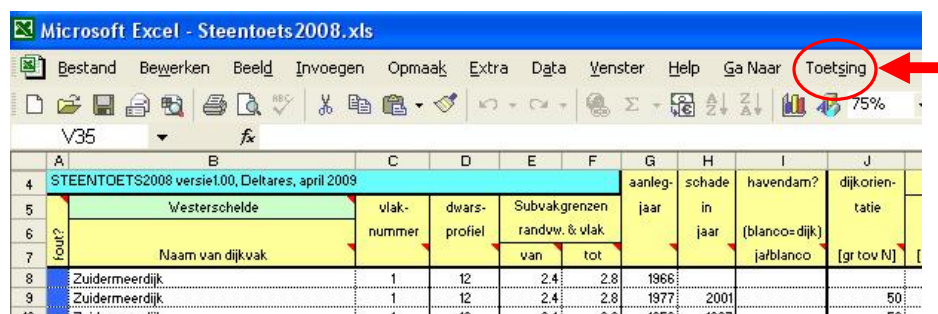 Microsoft Excel - Steentoets2008.xls
Bestand Bewerken Beeld Invoegen Opmaak Extra Data Venster Help Ga Naar Toetsing
75%
V35 fx
A B C D E F G H I J
4 STEENTOETS2008 versie1.00, Deltares, april 2009 aanleg- schade havendam? dijkorien-
5 Westerschelde vlak- dwars- Subvakgrenzen jaar in tatie
6 nummer profiel randvw. & vlak jaar (blanco=dijk)
7 fout? Naam van dijkvak van tot ja/blanco [gr tov N]
8 Zuidermeerdijk 1 12 2.4 2.8 1966
9 Zuidermeerdijk 1 12 2.4 2.8 1977 2001 50